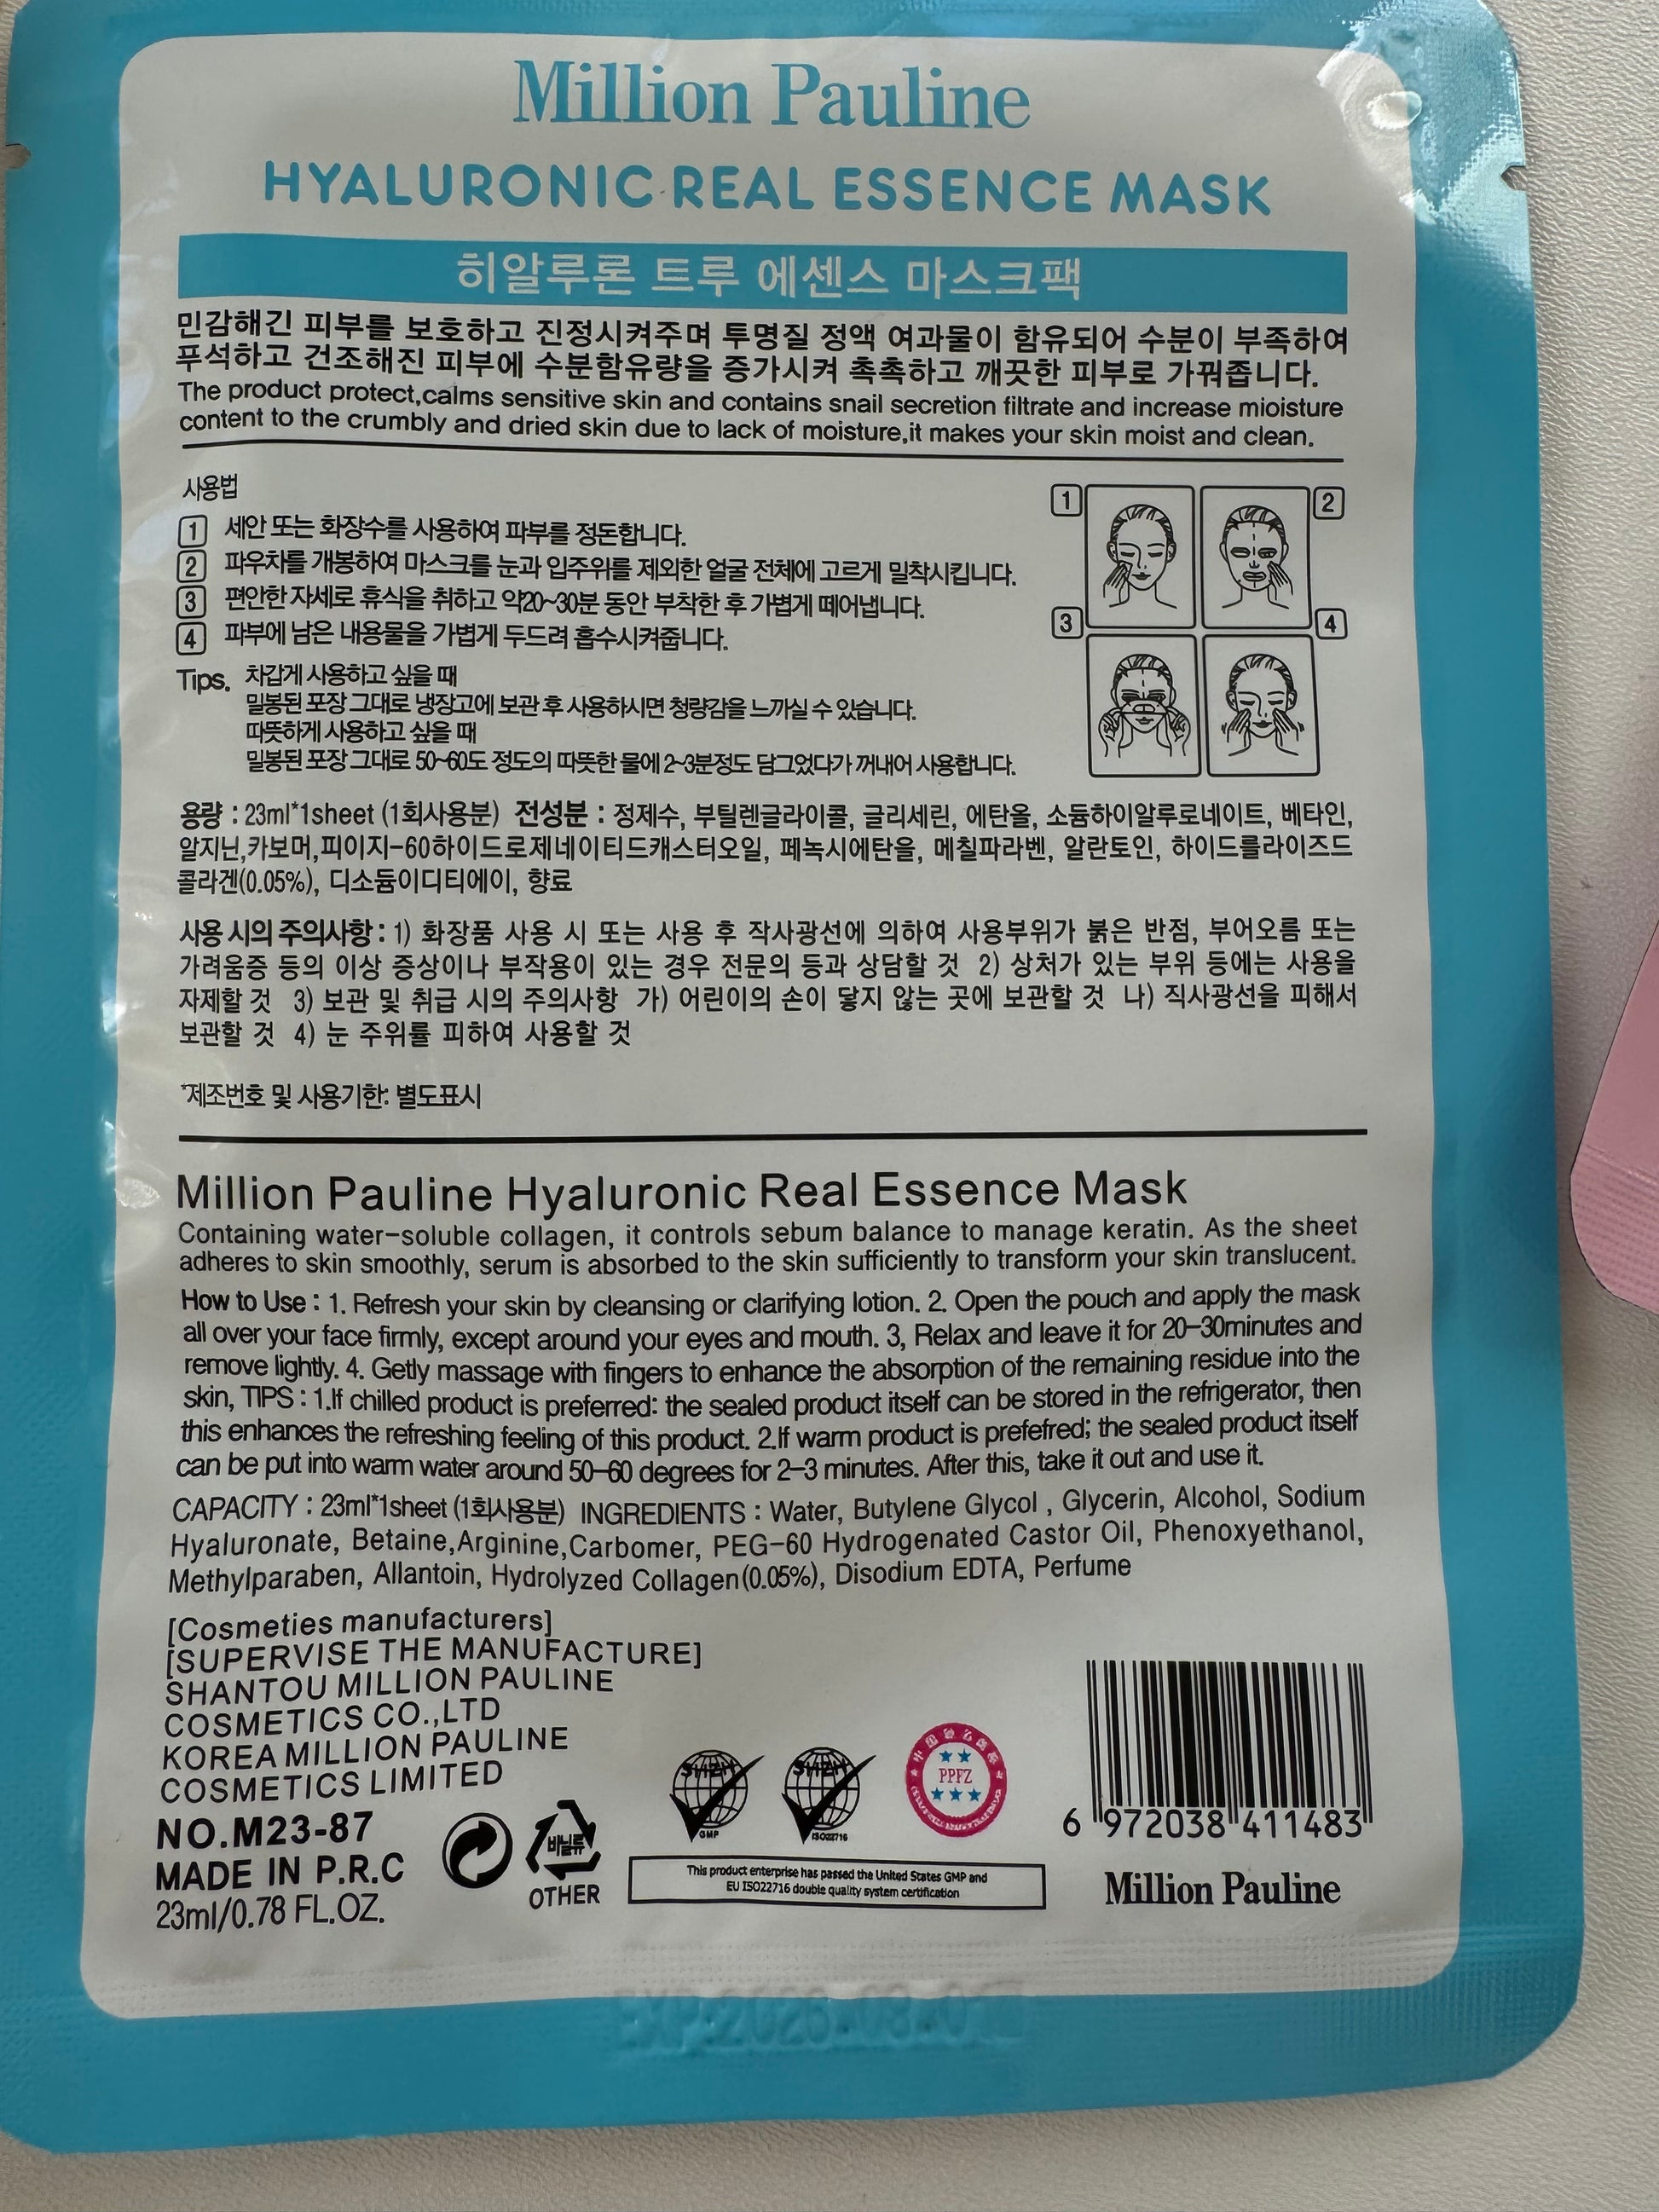 Million Pauline
HYALURONIC REAL ESSENCE MASK
히알루론 트루 에센스 마스크팩
민감해긴 피부를 보호하고 진정시켜주며 투명질 정액 여과물이 함유되어 수분이 부족하여
푸석하고 건조해진 피부에 수분함유량을 증가시켜 촉촉하고 깨끗한 피부로 가꿔줍니다.
The product protect,calms sensitive skin and contains snail secretion filtrate and increase mioisture
content to the crumbly and dried skin due to lack of moisture,it makes your skin moist and clean.
사용법
1 세안 또는 화장수를 사용하여 파부를 정돈합니다.
2 파우차를 개봉하여 마스크를 눈과 입주위를 제외한 얼굴 전체에 고르게 밀착시킵니다.
3 편안한 자세로 휴식을 취하고 약20~30분 동안 부착한 후 가볍게 떼어냅니다.
4 파부에 남은 내용물을 가볍게 두드려 흡수시켜줍니다.
Tips. 차갑게 사용하고 싶을 때
밀봉된 포장 그대로 냉장고에 보관 후 사용하시면 청량감을 느끼실 수 있습니다.
따뜻하게 사용하고 싶을 때
밀봉된 포장 그대로 50~60도 정도의 따뜻한 물에 2~3분정도 담그었다가 꺼내어 사용합니다.
1
2
3
4
용량 : 23ml*1sheet (1회사용분) 전성분 : 정제수, 부틸렌글라이콜, 글리세린, 에탄올, 소듐하이알루로네이트, 베타인,
알지닌,카보머,피이지-60하이드로제네이티드캐스터오일, 페녹시에탄올, 메칠파라벤, 알란토인, 하이드를라이즈드
콜라겐(0.05%), 디소듐이디티에이, 향료
사용 시의 주의사항 : 1) 화장품 사용 시 또는 사용 후 작사광선에 의하여 사용부위가 붉은 반점, 부어오름 또는
가려움증 등의 이상 증상이나 부작용이 있는 경우 전문의 등과 상담할 것 2) 상처가 있는 부위 등에는 사용을
자제할 것 3) 보관 및 취급 시의 주의사항 가) 어린이의 손이 닿지 않는 곳에 보관할 것 나) 직사광선을 피해서
보관할 것 4) 눈 주위를 피하여 사용할 것
*제조번호 및 사용기한: 별도표시
Million Pauline Hyaluronic Real Essence Mask
Containing water-soluble collagen, it controls sebum balance to manage keratin. As the sheet
adheres to skin smoothly, serum is absorbed to the skin sufficiently to transform your skin translucent.
How to Use : 1. Refresh your skin by cleansing or clarifying lotion. 2. Open the pouch and apply the mask
all over your face firmly, except around your eyes and mouth. 3, Relax and leave it for 20-30minutes and
remove lightly. 4. Getly massage with fingers to enhance the absorption of the remaining residue into the
skin, TIPS : 1.If chilled product is preferred: the sealed product itself can be stored in the refrigerator, then
this enhances the refreshing feeling of this product. 2.If warm product is prefefred; the sealed product itself
can be put into warm water around 50-60 degrees for 2-3 minutes. After this, take it out and use it.
CAPACITY : 23ml*1sheet (1회사용분) INGREDIENTS : Water, Butylene Glycol , Glycerin, Alcohol, Sodium
Hyaluronate, Betaine,Arginine,Carbomer, PEG-60 Hydrogenated Castor Oil, Phenoxyethanol,
Methylparaben, Allantoin, Hydrolyzed Collagen(0.05%), Disodium EDTA, Perfume
[Cosmeties manufacturers]
[SUPERVISE THE MANUFACTURE]
SHANTOU MILLION PAULINE
COSMETICS CO.,LTD
KOREA MILLION PAULINE
COSMETICS LIMITED
NO.M23-87
MADE IN P.R.C
23ml/0.78 FL.OZ.
비닐류
OTHER
GMP
ISO22716
PPFZ
This product enterprise has passed the United States GMP and
EU ISO22716 double quality system certification
6 972038 411483
Million Pauline